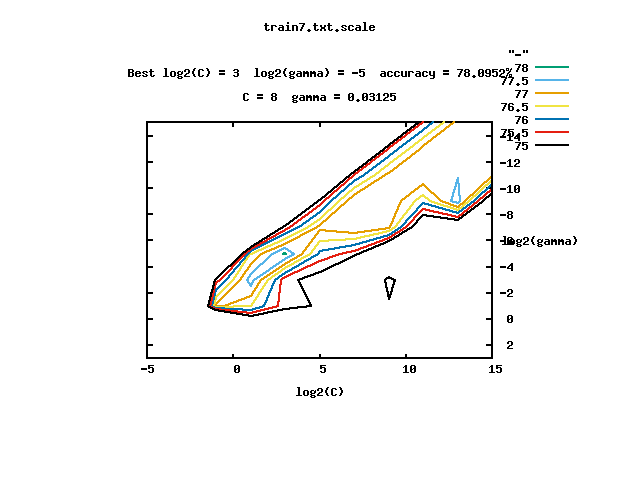 train7.txt.scale
"-"
Best log2(C) = 3 log2(gamma) = -5 accuracy = 78.0952%
78
77.5
77
C = 8 gamma = 0.03125
76.5
76
75.5
75
-14
-12
-10
-8
-6
log2(gamma)
-4
-2
0
2
-5 0 5 10 15
log2(C)